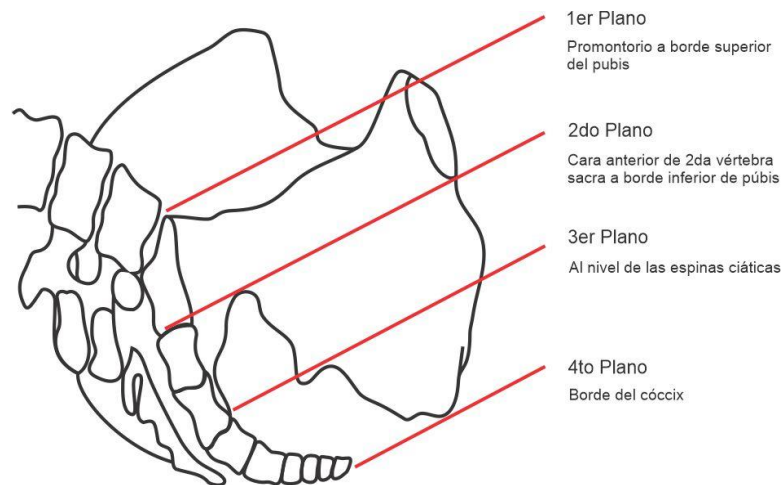 1er Plano
Promontorio a borde superior
del pubis
2do Plano
Cara anterior de 2da vértebra
sacra a borde inferior de púbis
3er Plano
Al nivel de las espinas ciáticas
4to Plano
Borde del cóccix